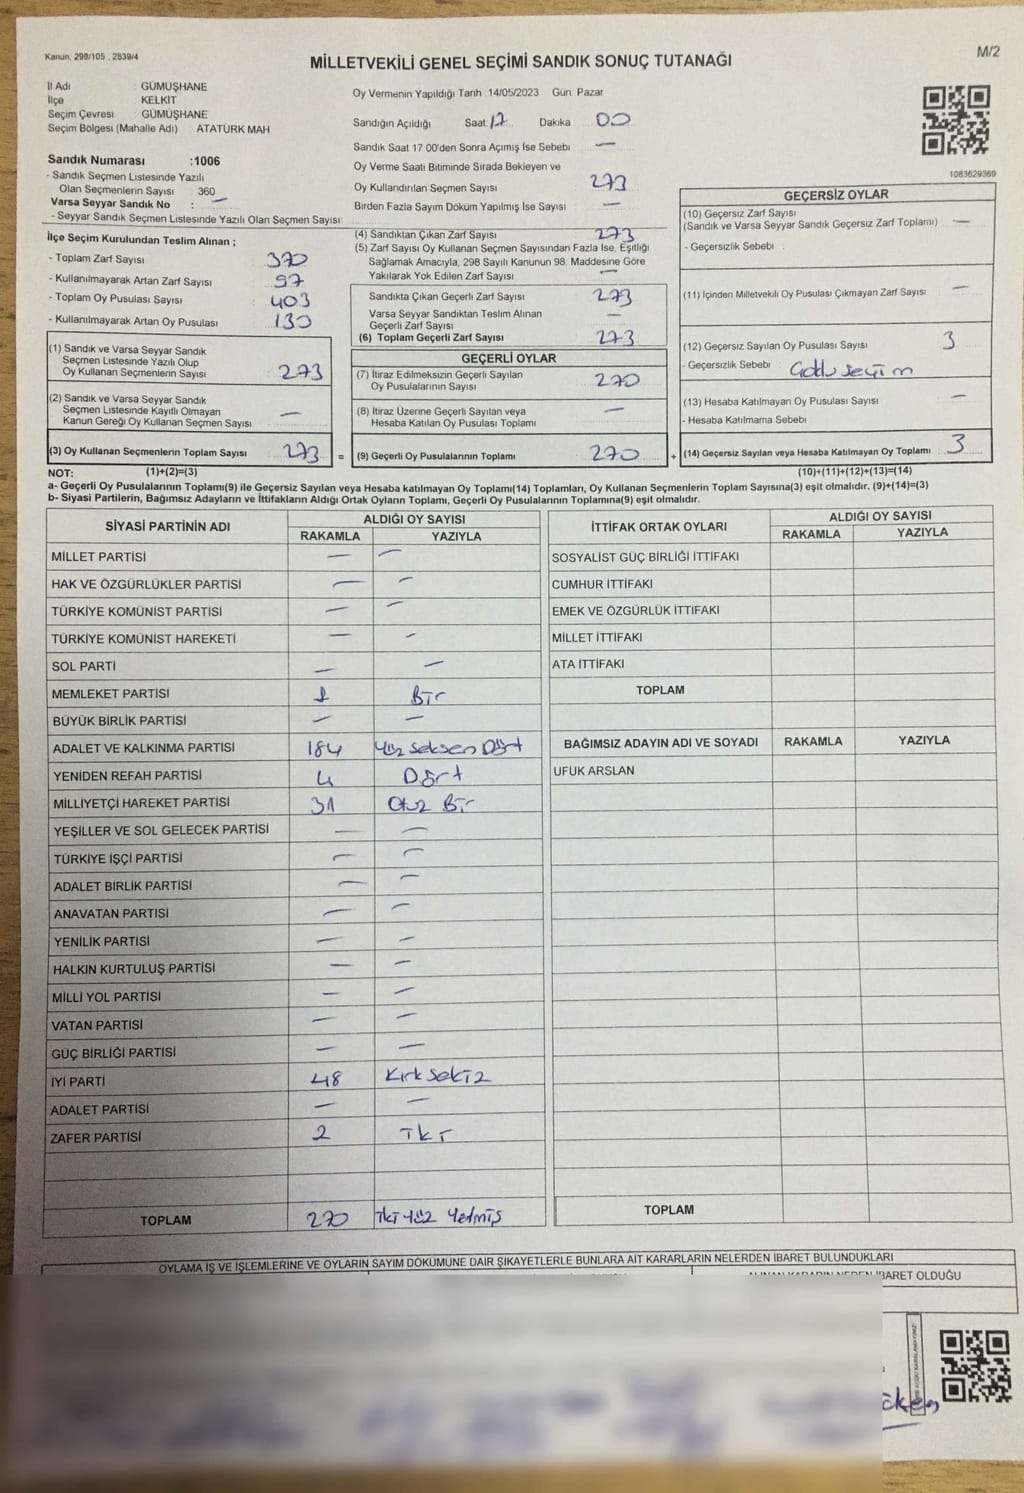 Kanun, 298/105 , 2839/4
MİLLETVEKİLİ GENEL SEÇİMİ SANDIK SONUÇ TUTANAĞI
M/2
İl Adı : GÜMÜŞHANE
İlçe KELKİT
Seçim Çevresi : GÜMÜŞHANE
Seçim Bölgesi (Mahalle Adı) ATATÜRK MAH
Sandık Numarası :1006
- Sandık Seçmen Listesinde Yazılı
Olan Seçmenlerin Sayısı 360
Varsa Seyyar Sandık No : —
- Seyyar Sandık Seçmen Listesinde Yazılı Olan Seçmen Sayısı:
İlçe Seçim Kurulundan Teslim Alınan ;
- Toplam Zarf Sayısı 370
- Kullanılmayarak Artan Zarf Sayısı 97
- Toplam Oy Pusulası Sayısı 403
- Kullanılmayarak Artan Oy Pusulası 130
(1) Sandık ve Varsa Seyyar Sandık
Seçmen Listesinde Yazılı Olup
Oy Kullanan Seçmenlerin Sayısı 273
(2) Sandık ve Varsa Seyyar Sandık
Seçmen Listesinde Kayıtlı Olmayan
Kanun Gereği Oy Kullanan Seçmen Sayısı —
(3) Oy Kullanan Seçmenlerin Toplam Sayısı 273 =
Oy Vermenin Yapıldığı Tarih :14/05/2023 Gün: Pazar
Sandığın Açıldığı Saat 17 Dakika 00
Sandık Saat 17 00'den Sonra Açımış İse Sebebi —
Oy Verme Saati Bitiminde Sırada Bekleyen ve
Oy Kullandırılan Seçmen Sayısı 273
Birden Fazla Sayım Döküm Yapılmış İse Sayısı —
(4) Sandıktan Çıkan Zarf Sayısı 273
(5) Zarf Sayısı Oy Kullanan Seçmen Sayısından Fazla İse, Eşitliği
Sağlamak Amacıyla, 298 Sayılı Kanunun 98. Maddesine Göre
Yakılarak Yok Edilen Zarf Sayısı —
Sandıkta Çıkan Geçerli Zarf Sayısı 273
Varsa Seyyar Sandıktan Teslim Alınan
Geçerli Zarf Sayısı —
(6) Toplam Geçerli Zarf Sayısı 273
GEÇERLİ OYLAR
(7) İtiraz Edilmeksizin Geçerli Sayılan
Oy Pusulalarının Sayısı 270
(8) İtiraz Üzerine Geçerli Sayılan veya
Hesaba Katılan Oy Pusulası Toplamı —
(9) Geçerli Oy Pusulalarının Toplamı 270 +
1083629369
GEÇERSİZ OYLAR
(10) Geçersiz Zarf Sayısı
(Sandık ve Varsa Seyyar Sandık Geçersiz Zarf Toplamı) —
- Geçersizlik Sebebi
(11) İçinden Milletvekili Oy Pusulası Çıkmayan Zarf Sayısı —
(12) Geçersiz Sayılan Oy Pusulası Sayısı 3
- Geçersizlik Sebebi Çoklu seçim
(13) Hesaba Katılmayan Oy Pusulası Sayısı —
- Hesaba Katılmama Sebebi
(14) Geçersiz Sayılan veya Hesaba Katılmayan Oy Toplamı : 3
NOT: (1)+(2)=(3) (10)+(11)+(12)+(13)=(14)
a- Geçerli Oy Pusulalarının Toplamı(9) ile Geçersiz Sayılan veya Hesaba katılmayan Oy Toplamı(14) Toplamları, Oy Kullanan Seçmenlerin Toplam Sayısına(3) eşit olmalıdır. (9)+(14)=(3)
b- Siyasi Partilerin, Bağımsız Adayların ve İttifakların Aldığı Ortak Oyların Toplamı, Geçerli Oy Pusulalarının Toplamına(9) eşit olmalıdır.
SİYASİ PARTİNİN ADI ALDIĞI OY SAYISI
RAKAMLA YAZIYLA
MİLLET PARTİSİ — —
HAK VE ÖZGÜRLÜKLER PARTİSİ — —
TÜRKİYE KOMÜNİST PARTİSİ — —
TÜRKİYE KOMÜNİST HAREKETİ — —
SOL PARTİ — —
MEMLEKET PARTİSİ 1 Bir
BÜYÜK BİRLİK PARTİSİ — —
ADALET VE KALKINMA PARTİSİ 184 Yüz Seksen Dört
YENİDEN REFAH PARTİSİ 4 Dört
MİLLİYETÇİ HAREKET PARTİSİ 31 Otuz Bir
YEŞİLLER VE SOL GELECEK PARTİSİ — —
TÜRKİYE İŞÇİ PARTİSİ — —
ADALET BİRLİK PARTİSİ — —
ANAVATAN PARTİSİ — —
YENİLİK PARTİSİ — —
HALKIN KURTULUŞ PARTİSİ — —
MİLLİ YOL PARTİSİ — —
VATAN PARTİSİ — —
GÜÇ BİRLİĞİ PARTİSİ — —
İYİ PARTİ 48 Kırk Sekiz
ADALET PARTİSİ — —
ZAFER PARTİSİ 2 İki
TOPLAM 270 İki Yüz Yetmiş
İTTİFAK ORTAK OYLARI ALDIĞI OY SAYISI
RAKAMLA YAZIYLA
SOSYALİST GÜÇ BİRLİĞİ İTTİFAKI
CUMHUR İTTİFAKI
EMEK VE ÖZGÜRLÜK İTTİFAKI
MİLLET İTTİFAKI
ATA İTTİFAKI
TOPLAM
BAĞIMSIZ ADAYIN ADI VE SOYADI RAKAMLA YAZIYLA
UFUK ARSLAN
TOPLAM
OYLAMA İŞ VE İŞLEMLERİNE VE OYLARIN SAYIM DÖKÜMÜNE DAİR ŞİKAYETLERLE BUNLARA AİT KARARLARIN NELERDEN İBARET BULUNDUKLARI
İBARET OLDUĞU